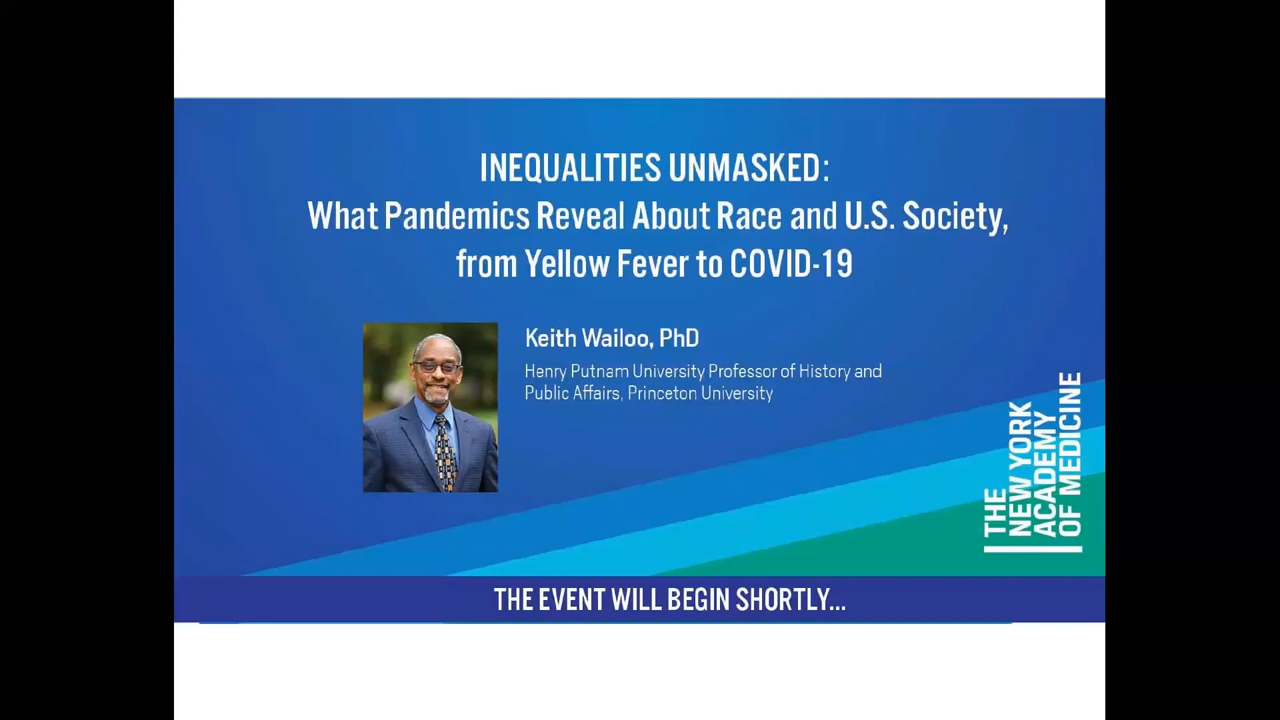 INEQUALITIES UNMASKED:
What Pandemics Reveal About Race and U.S. Society,
from Yellow Fever to COVID-19
Keith Wailoo, PhD
Henry Putnam University Professor of History and
Public Affairs, Princeton University
THE
NEW YORK
ACADEMY
OF MEDICINE
THE EVENT WILL BEGIN SHORTLY...